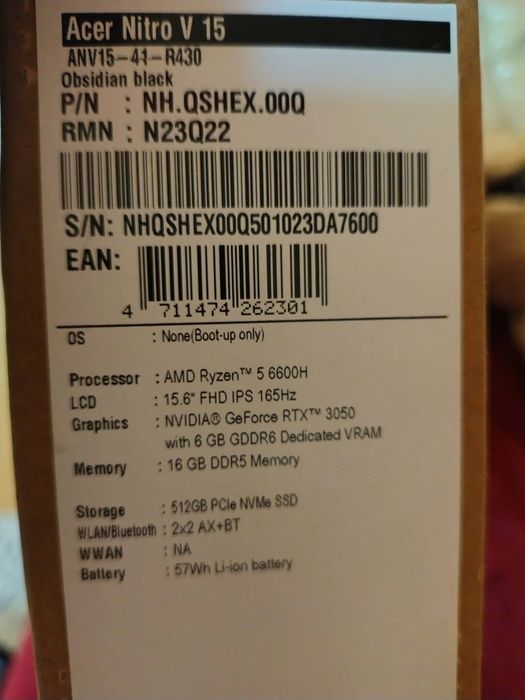 Acer Nitro V 15
ANV15-41-R430
Obsidian black
P/N : NH.QSHEX.00Q
RMN : N23Q22
S/N: NHQSHEX00Q501023DA7600
EAN:
4 711474 262301
OS : None(Boot-up only)
Processor : AMD Ryzen™ 5 6600H
LCD : 15.6" FHD IPS 165Hz
Graphics : NVIDIA® GeForce RTX™ 3050
with 6 GB GDDR6 Dedicated VRAM
Memory : 16 GB DDR5 Memory
Storage : 512GB PCIe NVMe SSD
WLAN/Bluetooth : 2x2 AX+BT
WWAN : NA
Battery : 57Wh Li-ion battery